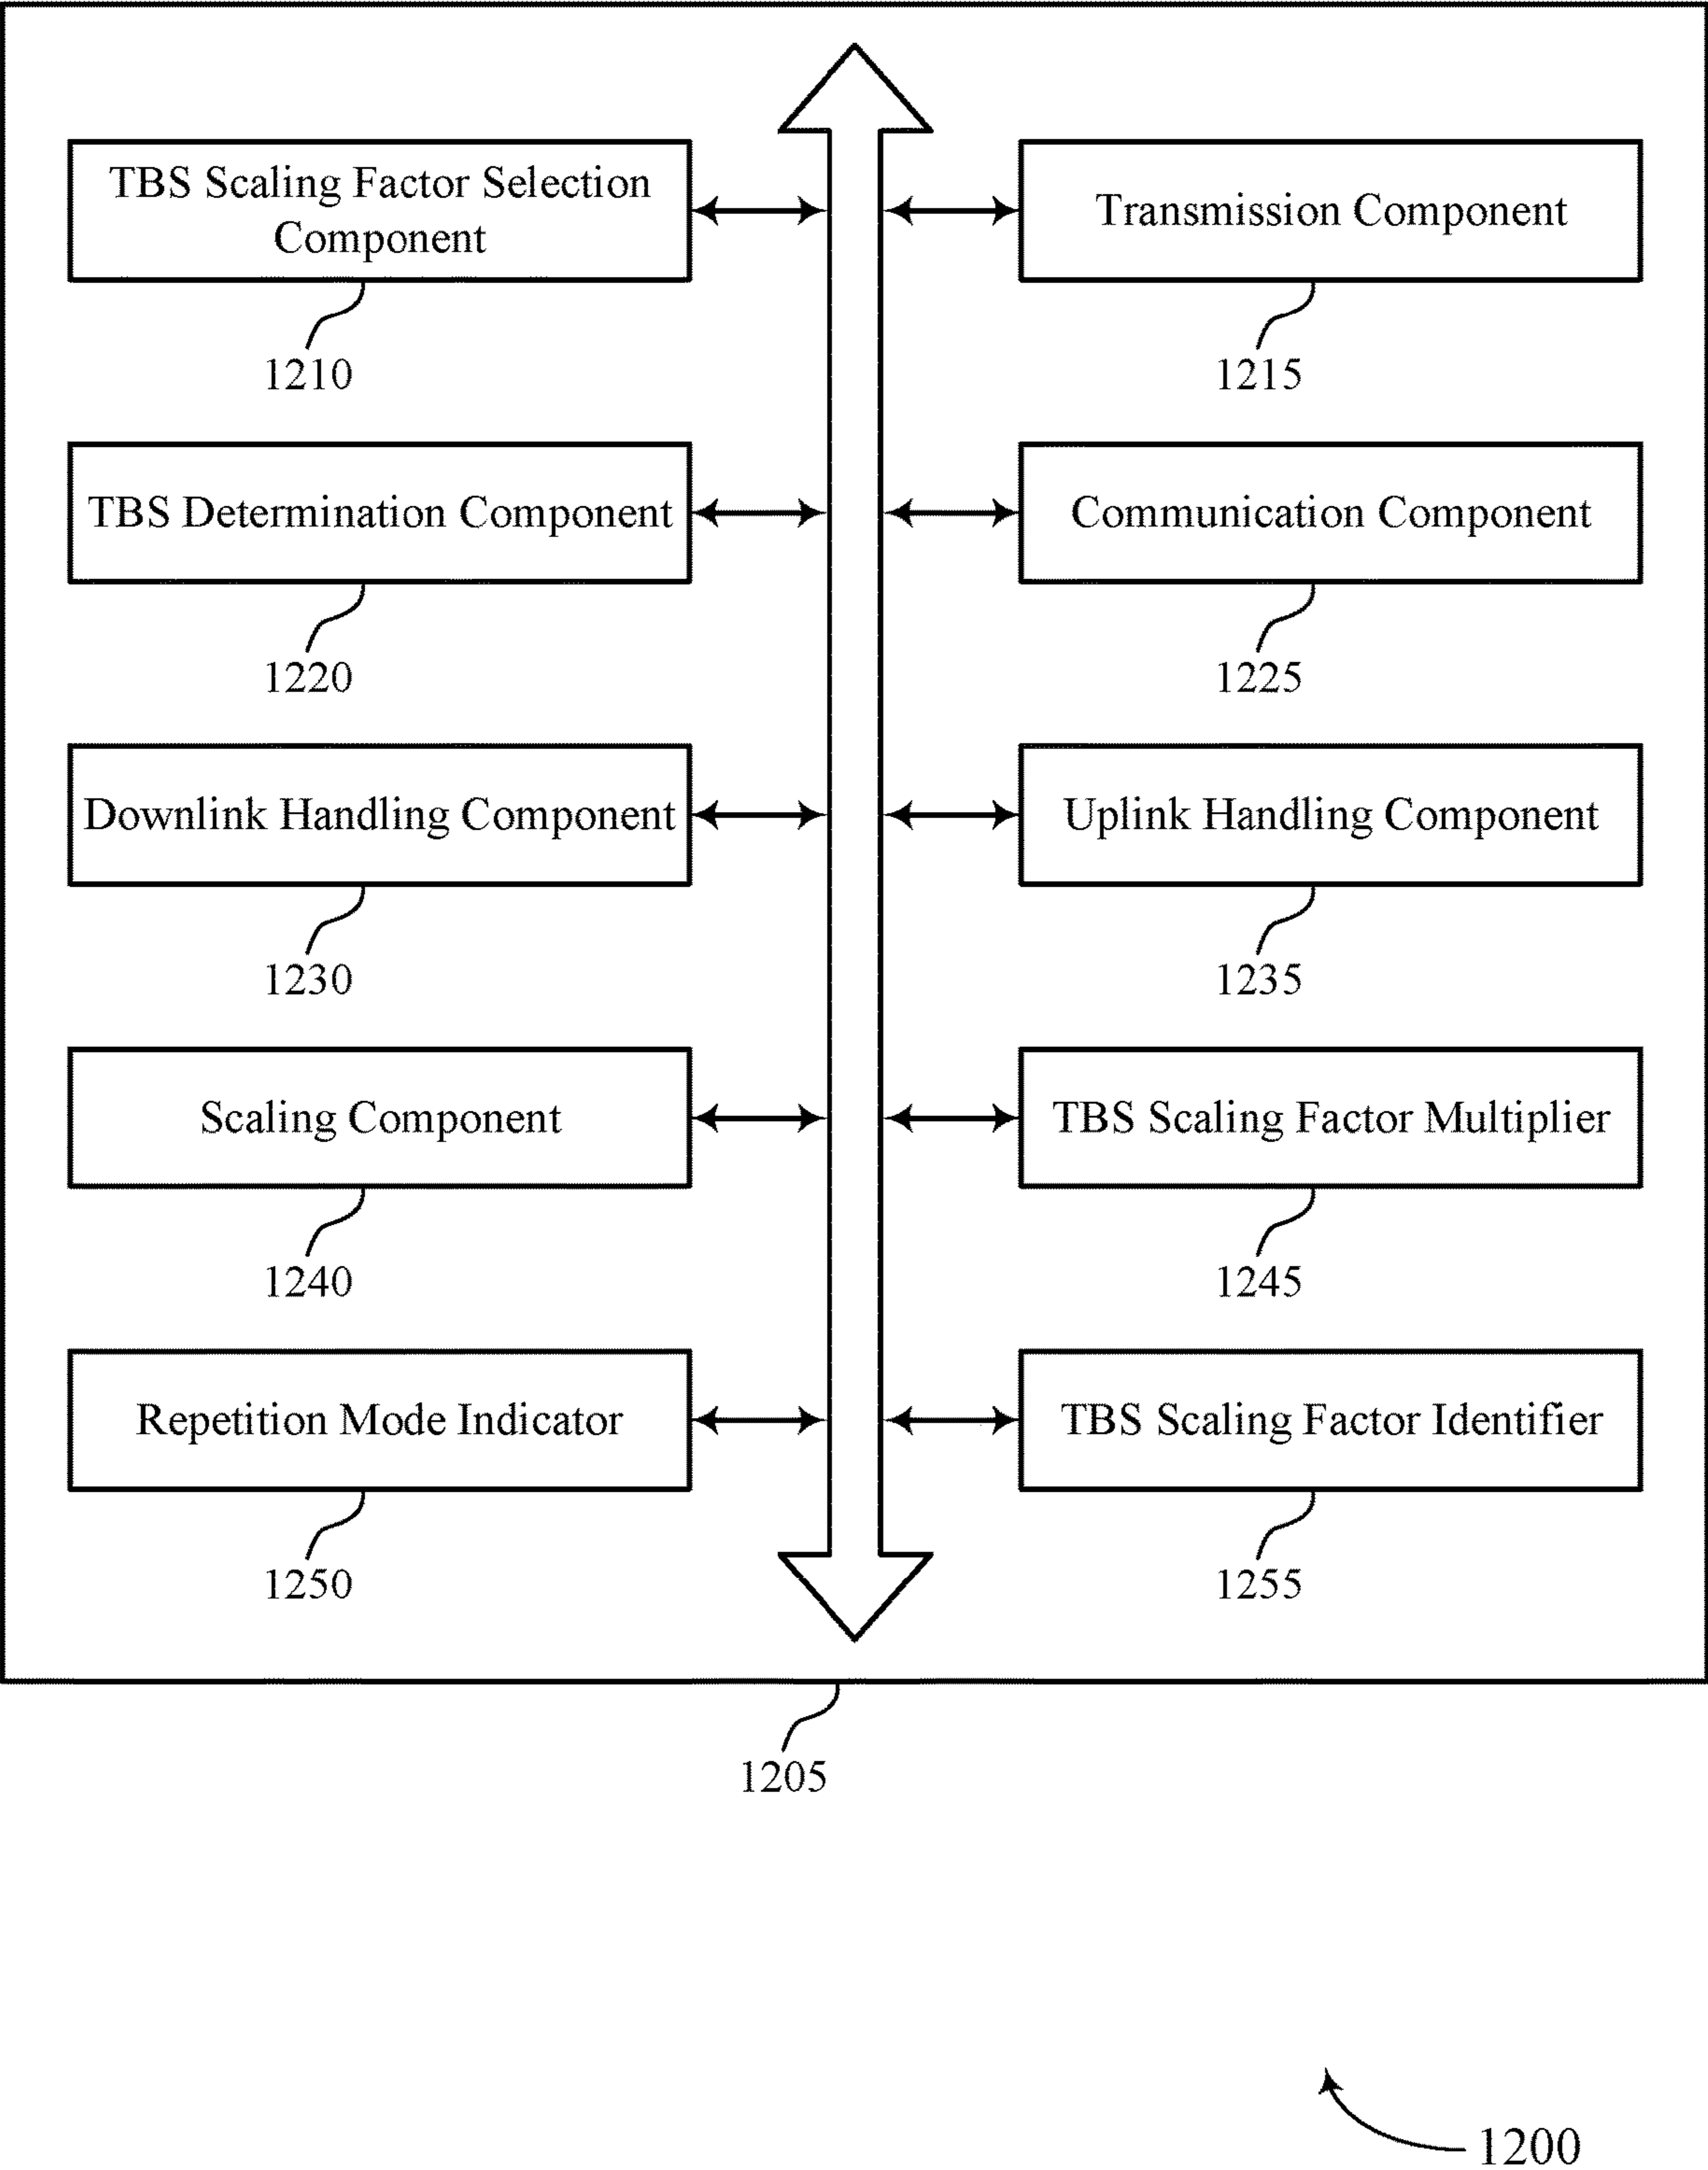 TBS Scaling Factor Selection
Component
1210
Transmission Component
1215
TBS Determination Component
1220
Communication Component
1225
Downlink Handling Component
1230
Uplink Handling Component
1235
Scaling Component
1240
TBS Scaling Factor Multiplier
1245
Repetition Mode Indicator
1250
TBS Scaling Factor Identifier
1255
1205
1200